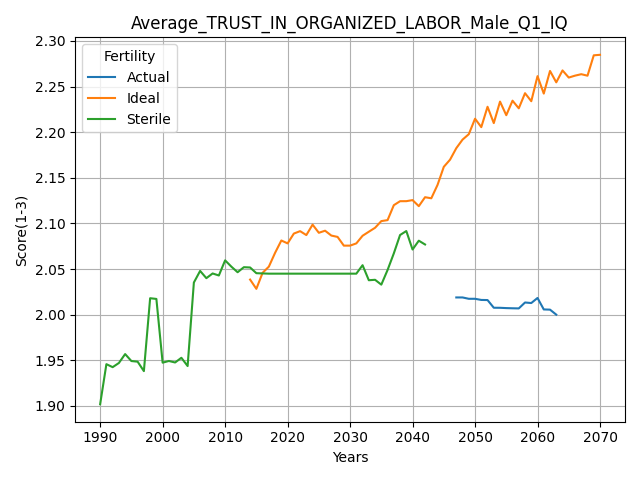 Average_TRUST_IN_ORGANIZED_LABOR_Male_Q1_IQ
Fertility
Actual
Ideal
Sterile
Score(1-3)
2.30
2.25
2.20
2.15
2.10
2.05
2.00
1.95
1.90
1990 2000 2010 2020 2030 2040 2050 2060 2070
Years